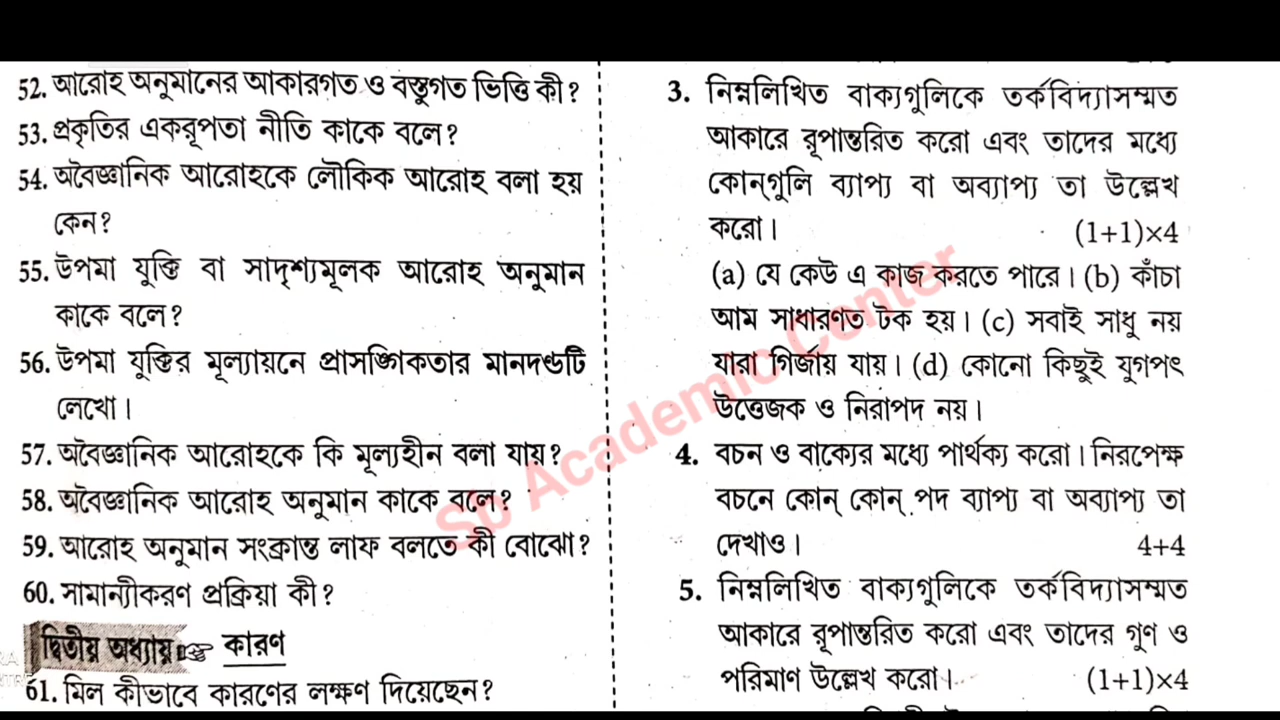 52. আরোহ অনুমানের আকারগত ও বস্তুগত ভিত্তি কী?
53. প্রকৃতির একরূপতা নীতি কাকে বলে?
54. অবৈজ্ঞানিক আরোহকে লৌকিক আরোহ বলা হয়
কেন?
55. উপমা যুক্তি বা সাদৃশ্যমূলক আরোহ অনুমান
কাকে বলে?
56. উপমা যুক্তির মূল্যায়নে প্রাসঙ্গিকতার মানদণ্ডটি
লেখো।
57. অবৈজ্ঞানিক আরোহকে কি মূল্যহীন বলা যায়?
58. অবৈজ্ঞানিক আরোহ অনুমান কাকে বলে?
59. আরোহ অনুমান সংক্রান্ত লাফ বলতে কী বোঝো?
60. সামান্যীকরণ প্রক্রিয়া কী?
দ্বিতীয় অধ্যায় ☞ কারণ
61. মিল কীভাবে কারণের লক্ষণ দিয়েছেন?
3. নিম্নলিখিত বাক্যগুলিকে তর্কবিদ্যাসম্মত
আকারে রূপান্তরিত করো এবং তাদের মধ্যে
কোন্‌গুলি ব্যাপ্য বা অব্যাপ্য তা উল্লেখ
করো। (1+1)×4
(a) যে কেউ এ কাজ করতে পারে। (b) কাঁচা
আম সাধারণত টক হয়। (c) সবাই সাধু নয়
যারা গির্জায় যায়। (d) কোনো কিছুই যুগপৎ
উত্তেজক ও নিরাপদ নয়।
4. বচন ও বাক্যের মধ্যে পার্থক্য করো। নিরপেক্ষ
বচনে কোন্ কোন্ পদ ব্যাপ্য বা অব্যাপ্য তা
দেখাও। 4+4
5. নিম্নলিখিত বাক্যগুলিকে তর্কবিদ্যাসম্মত
আকারে রূপান্তরিত করো এবং তাদের গুণ ও
পরিমাণ উল্লেখ করো। (1+1)×4
Sb Academic Center